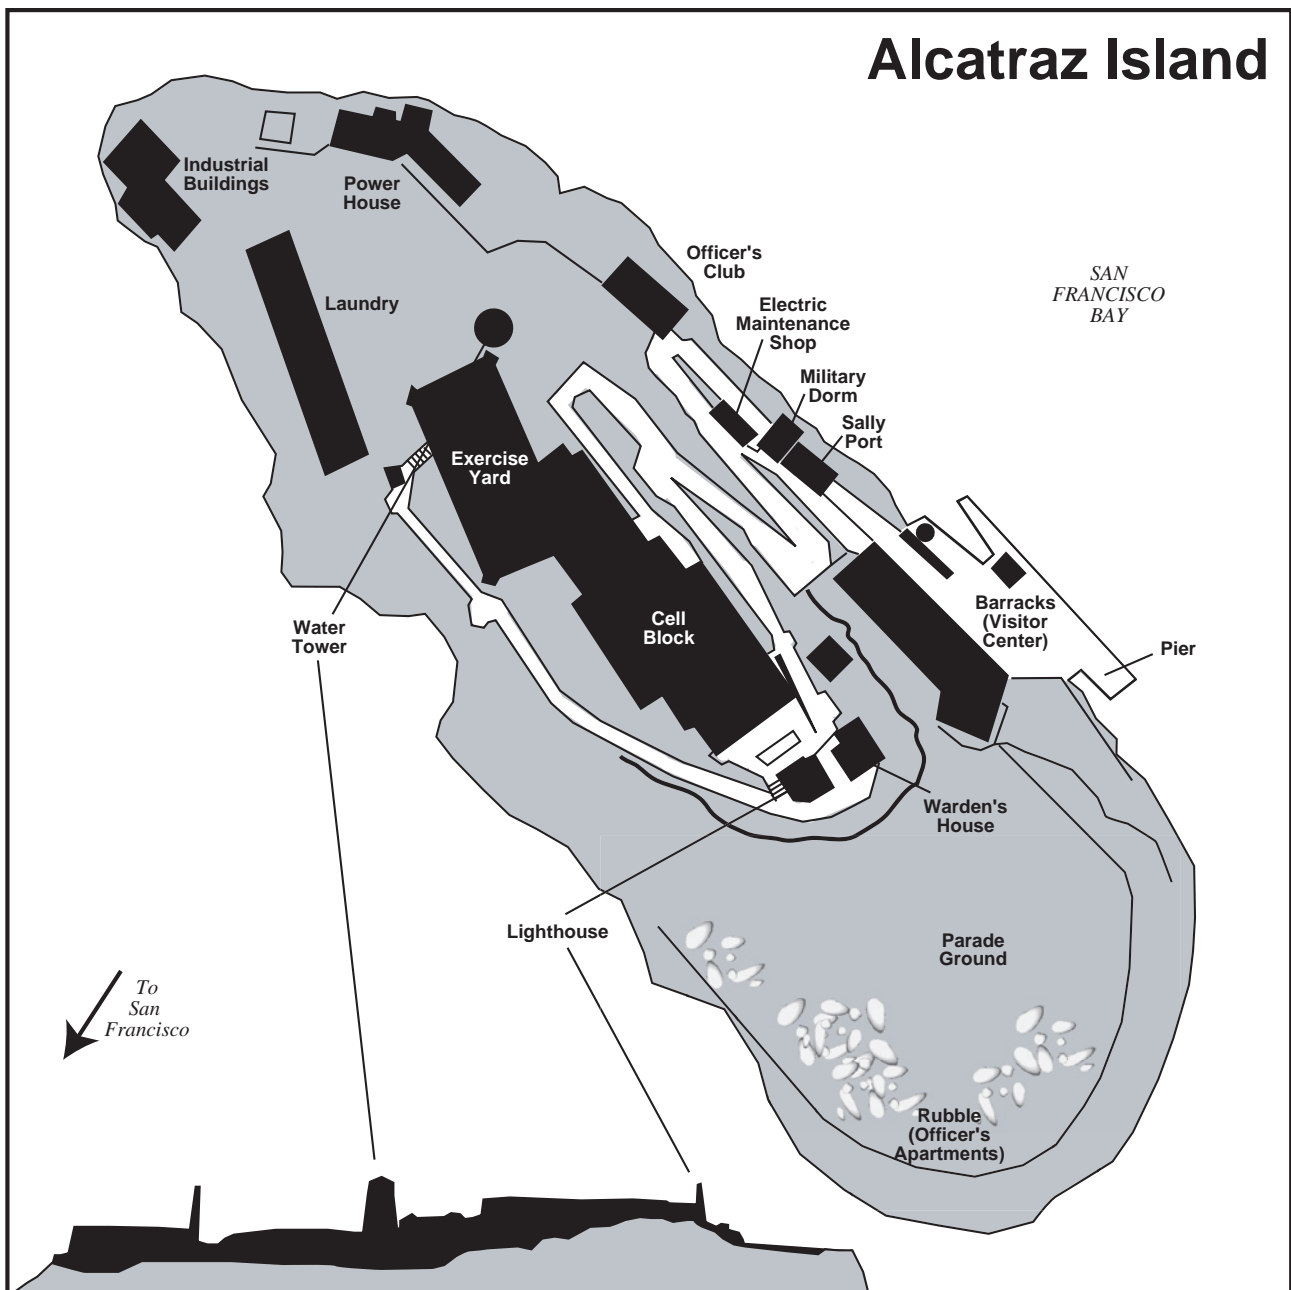 Alcatraz Island
Industrial
Buildings
Power
House
Officer's
Club
SAN
FRANCISCO
BAY
Laundry
Electric
Maintenance
Shop
Military
Dorm
Sally
Port
Exercise
Yard
Barracks
(Visitor
Center)
Cell
Block
Water
Tower
Pier
Warden's
House
Lighthouse
Parade
Ground
To
San
Francisco
Rubble
(Officer's
Apartments)